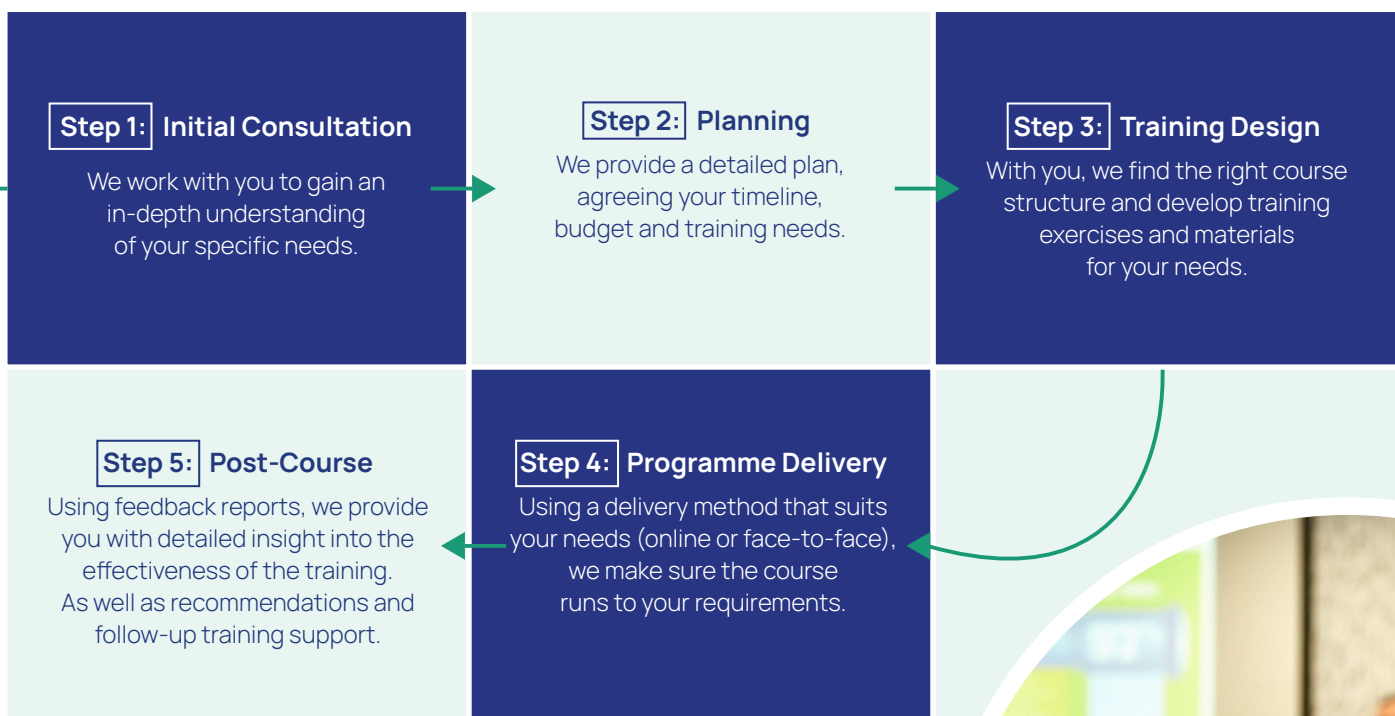 Step 1: Initial Consultation
We work with you to gain an
in-depth understanding
of your specific needs.
Step 2: Planning
We provide a detailed plan,
agreeing your timeline,
budget and training needs.
Step 3: Training Design
With you, we find the right course
structure and develop training
exercises and materials
for your needs.
Step 4: Programme Delivery
Using a delivery method that suits
your needs (online or face-to-face),
we make sure the course
runs to your requirements.
Step 5: Post-Course
Using feedback reports, we provide
you with detailed insight into the
effectiveness of the training.
As well as recommendations and
follow-up training support.